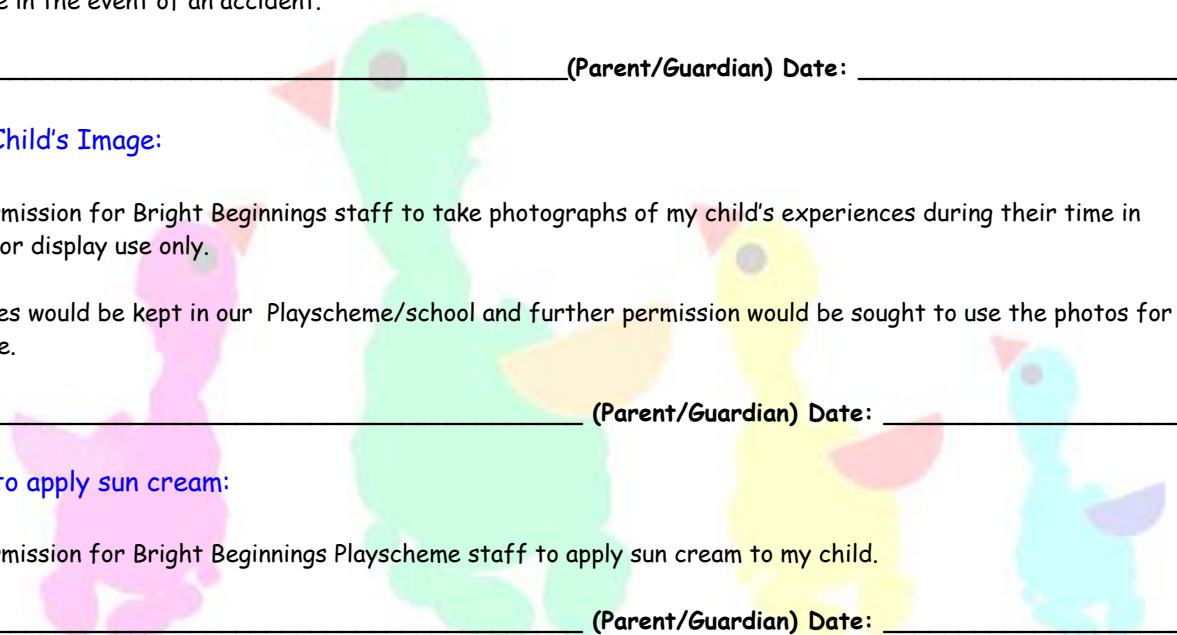 e in the event of an accident.
(Parent/Guardian) Date:
Child's Image:
mission for Bright Beginnings staff to take photographs of my child's experiences during their time in
or display use only.
es would be kept in our Playscheme/school and further permission would be sought to use the photos for
e.
(Parent/Guardian) Date:
to apply sun cream:
mission for Bright Beginnings Playscheme staff to apply sun cream to my child.
(Parent/Guardian) Date: